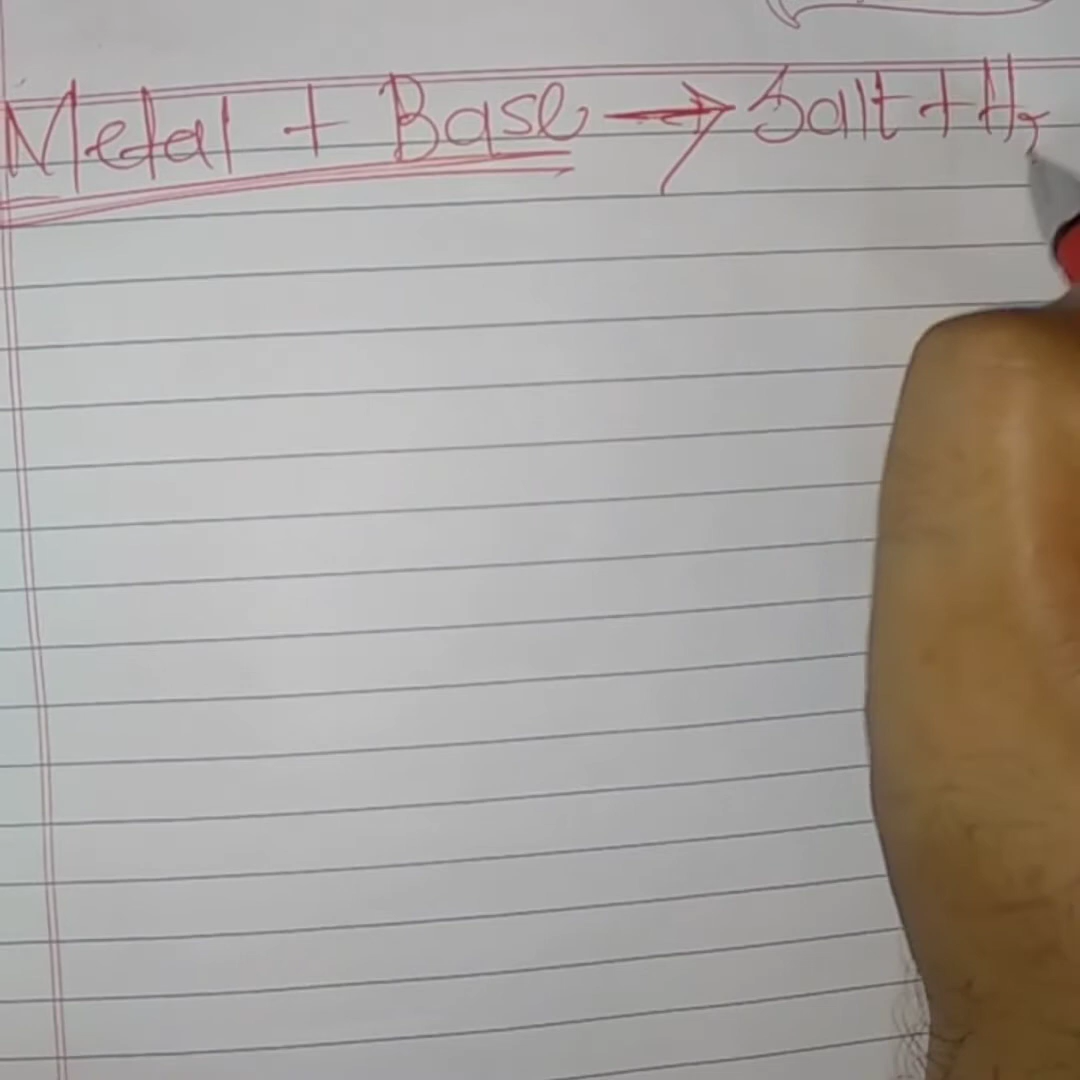 Metal + Base → Salt + H₂